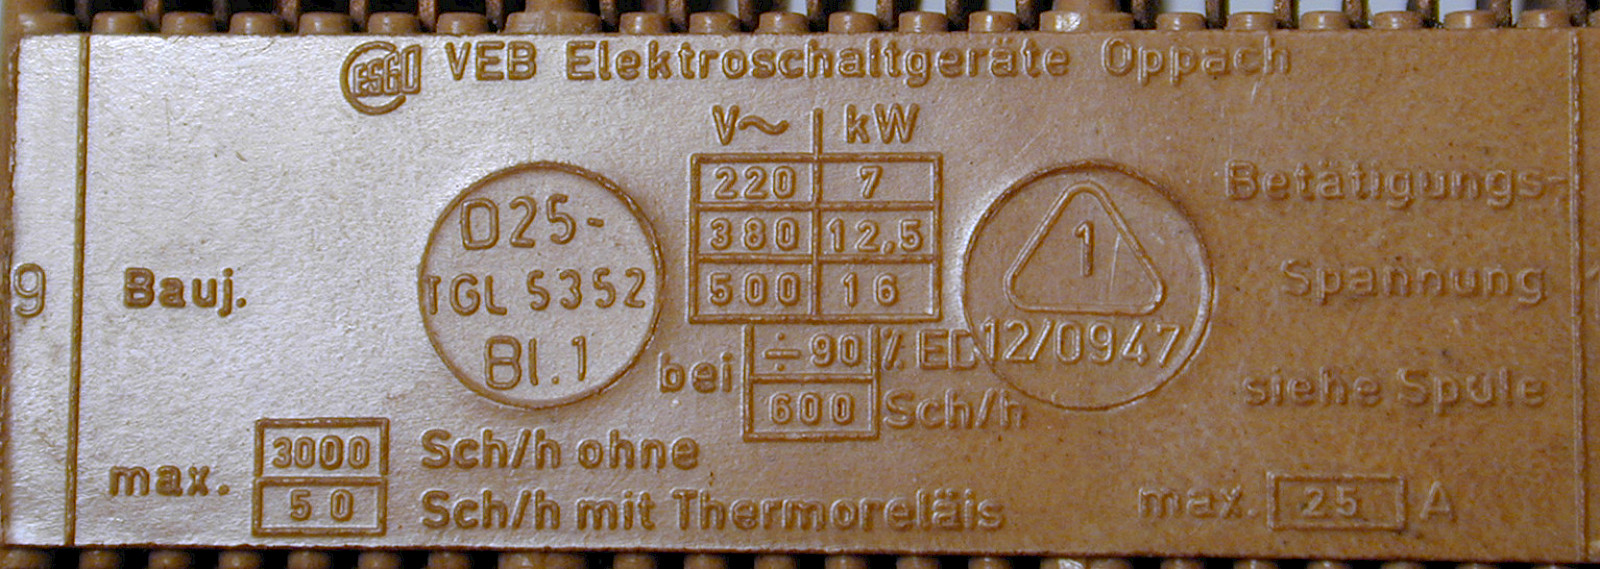 ESGO VEB Elektroschaltgeräte Oppach
V~ kW
220 7
380 12,5
500 16
D25-
TGL 5352
Bl.1
1
12/0947
Betätigungs-
Spannung
siehe Spule
9
Bauj.
bei ÷90 % ED
600 Sch/h
max. 3000 Sch/h ohne
50 Sch/h mit Thermoreläis
max. 25 A